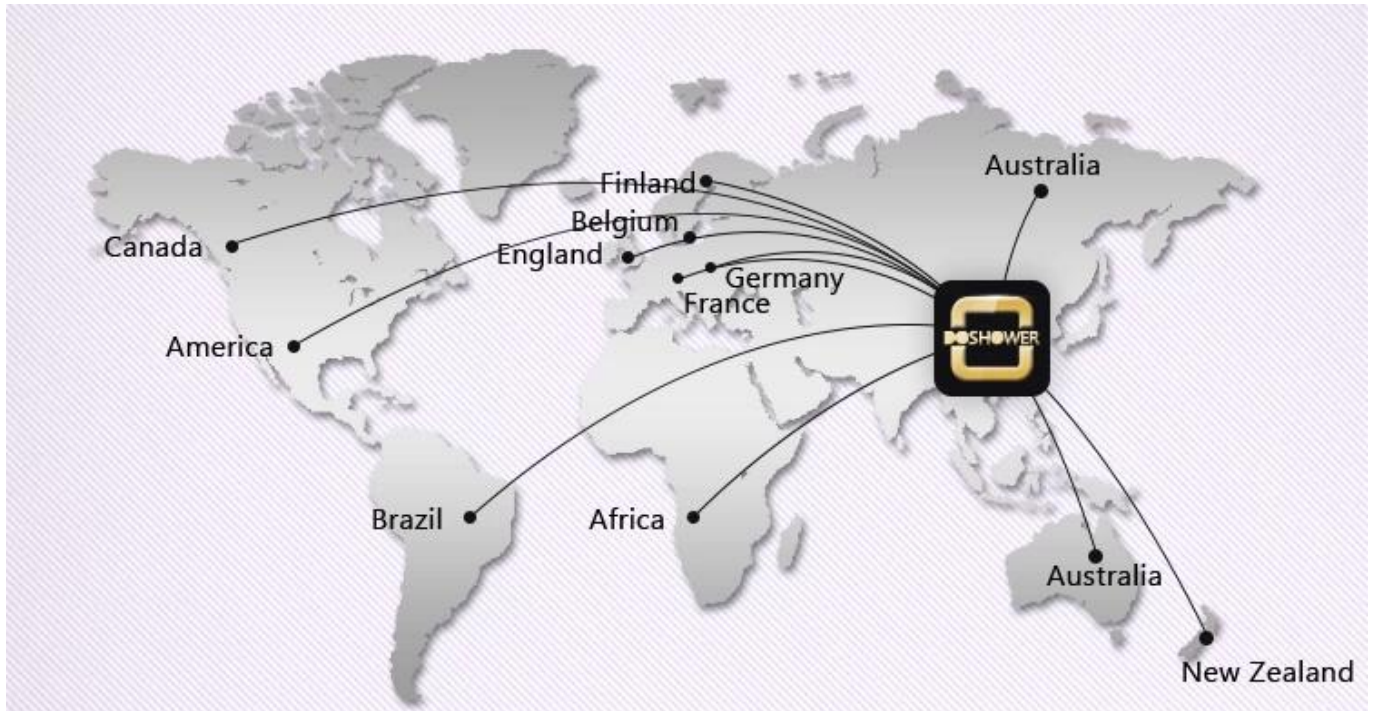 Australia
Finland
Belgium
Canada
England
Germany
France
DOSHOWER
America
Brazil
Africa
Australia
New Zealand